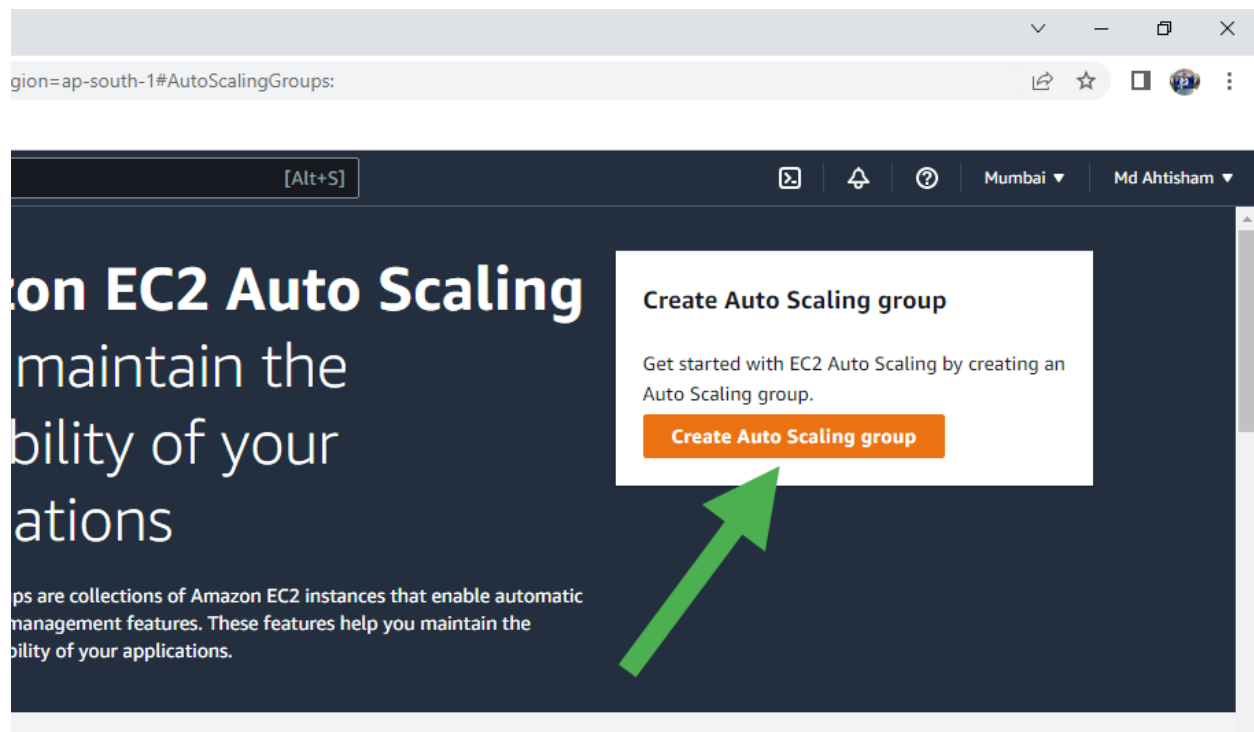 gion=ap-south-1#AutoScalingGroups:
[Alt+S]
Mumbai ▼
Md Ahtisham ▼
on EC2 Auto Scaling
maintain the
bility of your
ations
Create Auto Scaling group
Get started with EC2 Auto Scaling by creating an
Auto Scaling group.
Create Auto Scaling group
ps are collections of Amazon EC2 instances that enable automatic
management features. These features help you maintain the
bility of your applications.